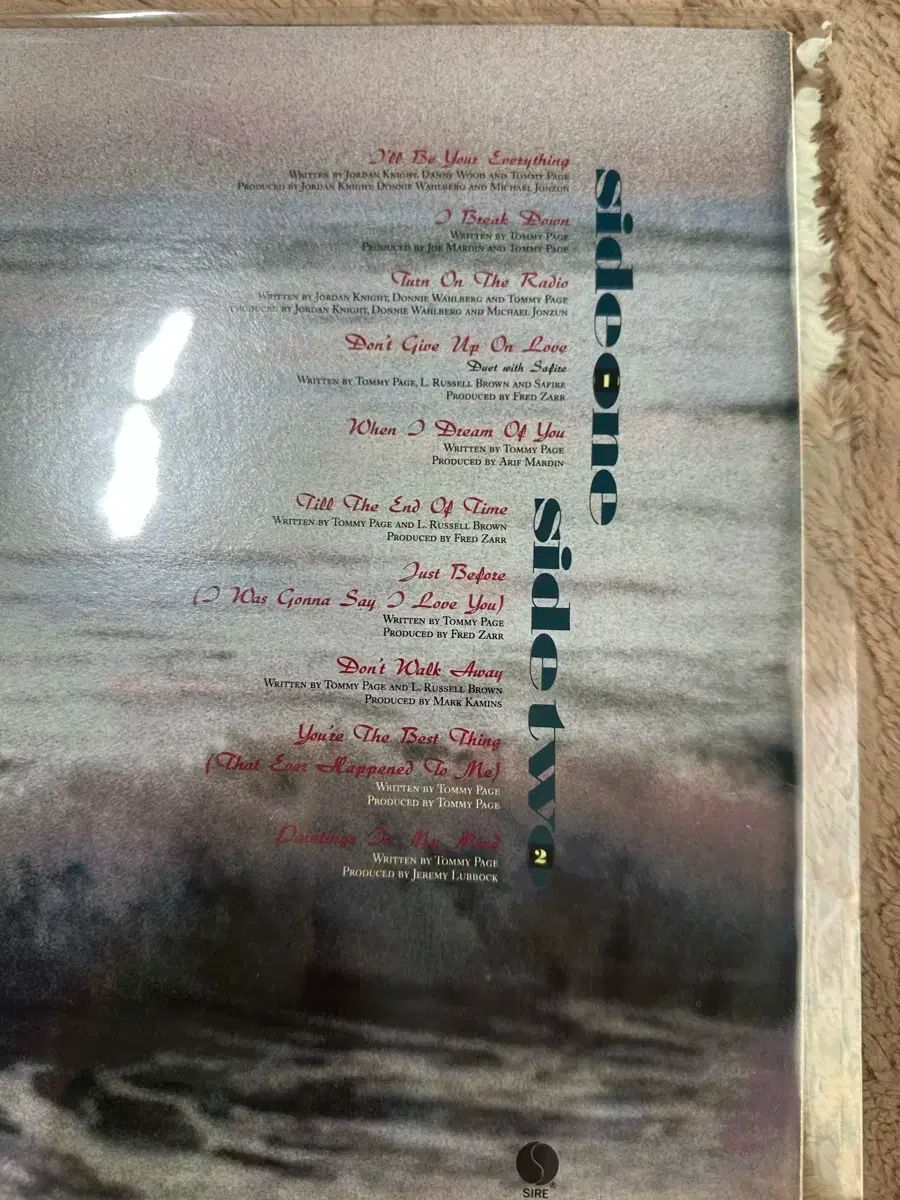 side one
1
I'll Be Your Everything
Written by Jordan Knight, Danny Wood and Tommy Page
Produced by Jordan Knight, Donnie Wahlberg and Michael Jonzun
I Break Down
Written by Tommy Page
Produced by Joe Mardin and Tommy Page
Turn On The Radio
Written by Jordan Knight, Donnie Wahlberg and Tommy Page
Produced by Jordan Knight, Donnie Wahlberg and Michael Jonzun
Don't Give Up On Love
Duet with Safire
Written by Tommy Page, L. Russell Brown and Safire
Produced by Fred Zarr
When I Dream Of You
Written by Tommy Page
Produced by Arif Mardin
side two
2
Till The End Of Time
Written by Tommy Page and L. Russell Brown
Produced by Fred Zarr
Just Before
(I Was Gonna Say I Love You)
Written by Tommy Page
Produced by Fred Zarr
Don't Walk Away
Written by Tommy Page and L. Russell Brown
Produced by Mark Kamins
You're The Best Thing
(That Ever Happened To Me)
Written by Tommy Page
Produced by Tommy Page
Paintings In My Mind
Written by Tommy Page
Produced by Jeremy Lubbock
SIRE